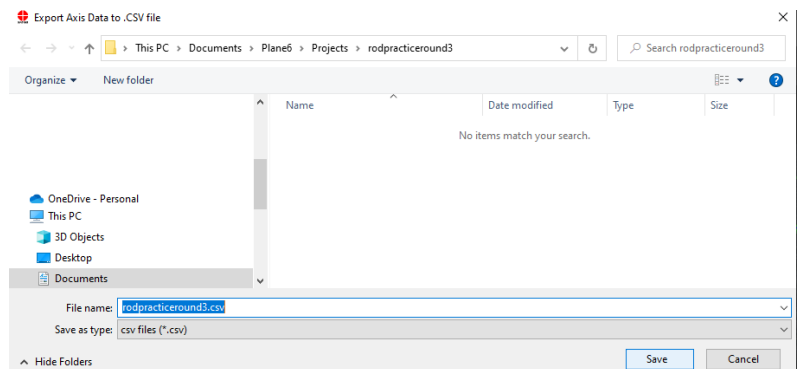 Export Axis Data to .CSV file
> This PC > Documents > Plane6 > Projects > rodpracticeround3
Search rodpracticeround3
Organize
New folder
Name Date modified Type Size
No items match your search.
OneDrive - Personal
This PC
3D Objects
Desktop
Documents
File name: rodpracticeround3.csv
Save as type: csv files (*.csv)
Hide Folders
Save
Cancel